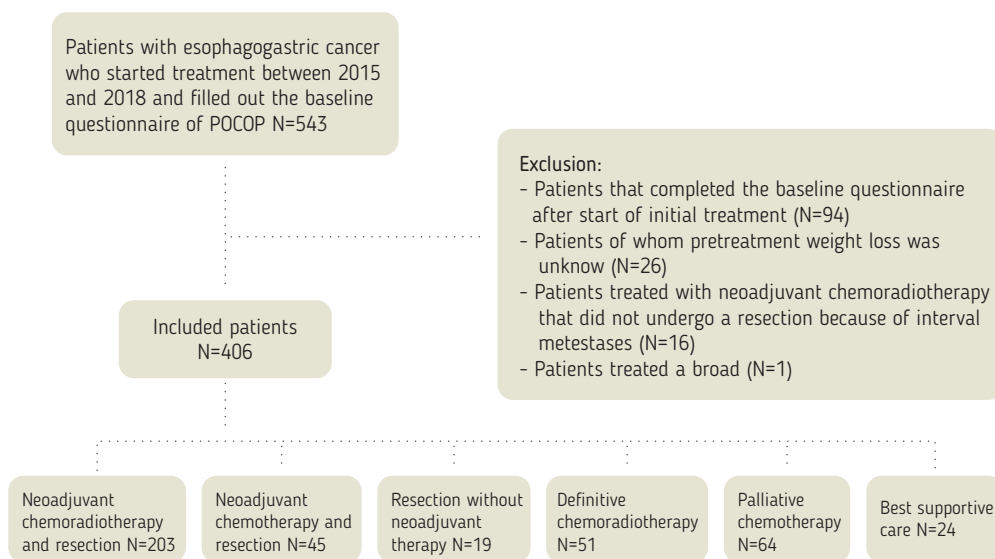 Patients with esophagogastric cancer
who started treatment between 2015
and 2018 and filled out the baseline
questionnaire of POCOP N=543
Exclusion:
- Patients that completed the baseline questionnaire
after start of initial treatment (N=94)
- Patients of whom pretreatment weight loss was
unknow (N=26)
- Patients treated with neoadjuvant chemoradiotherapy
that did not undergo a resection because of interval
metestases (N=16)
- Patients treated a broad (N=1)
Included patients
N=406
Neoadjuvant
chemoradiotherapy
and resection N=203
Neoadjuvant
chemotherapy and
resection N=45
Resection without
neoadjuvant
therapy N=19
Definitive
chemoradiotherapy
N=51
Palliative
chemotherapy
N=64
Best supportive
care N=24